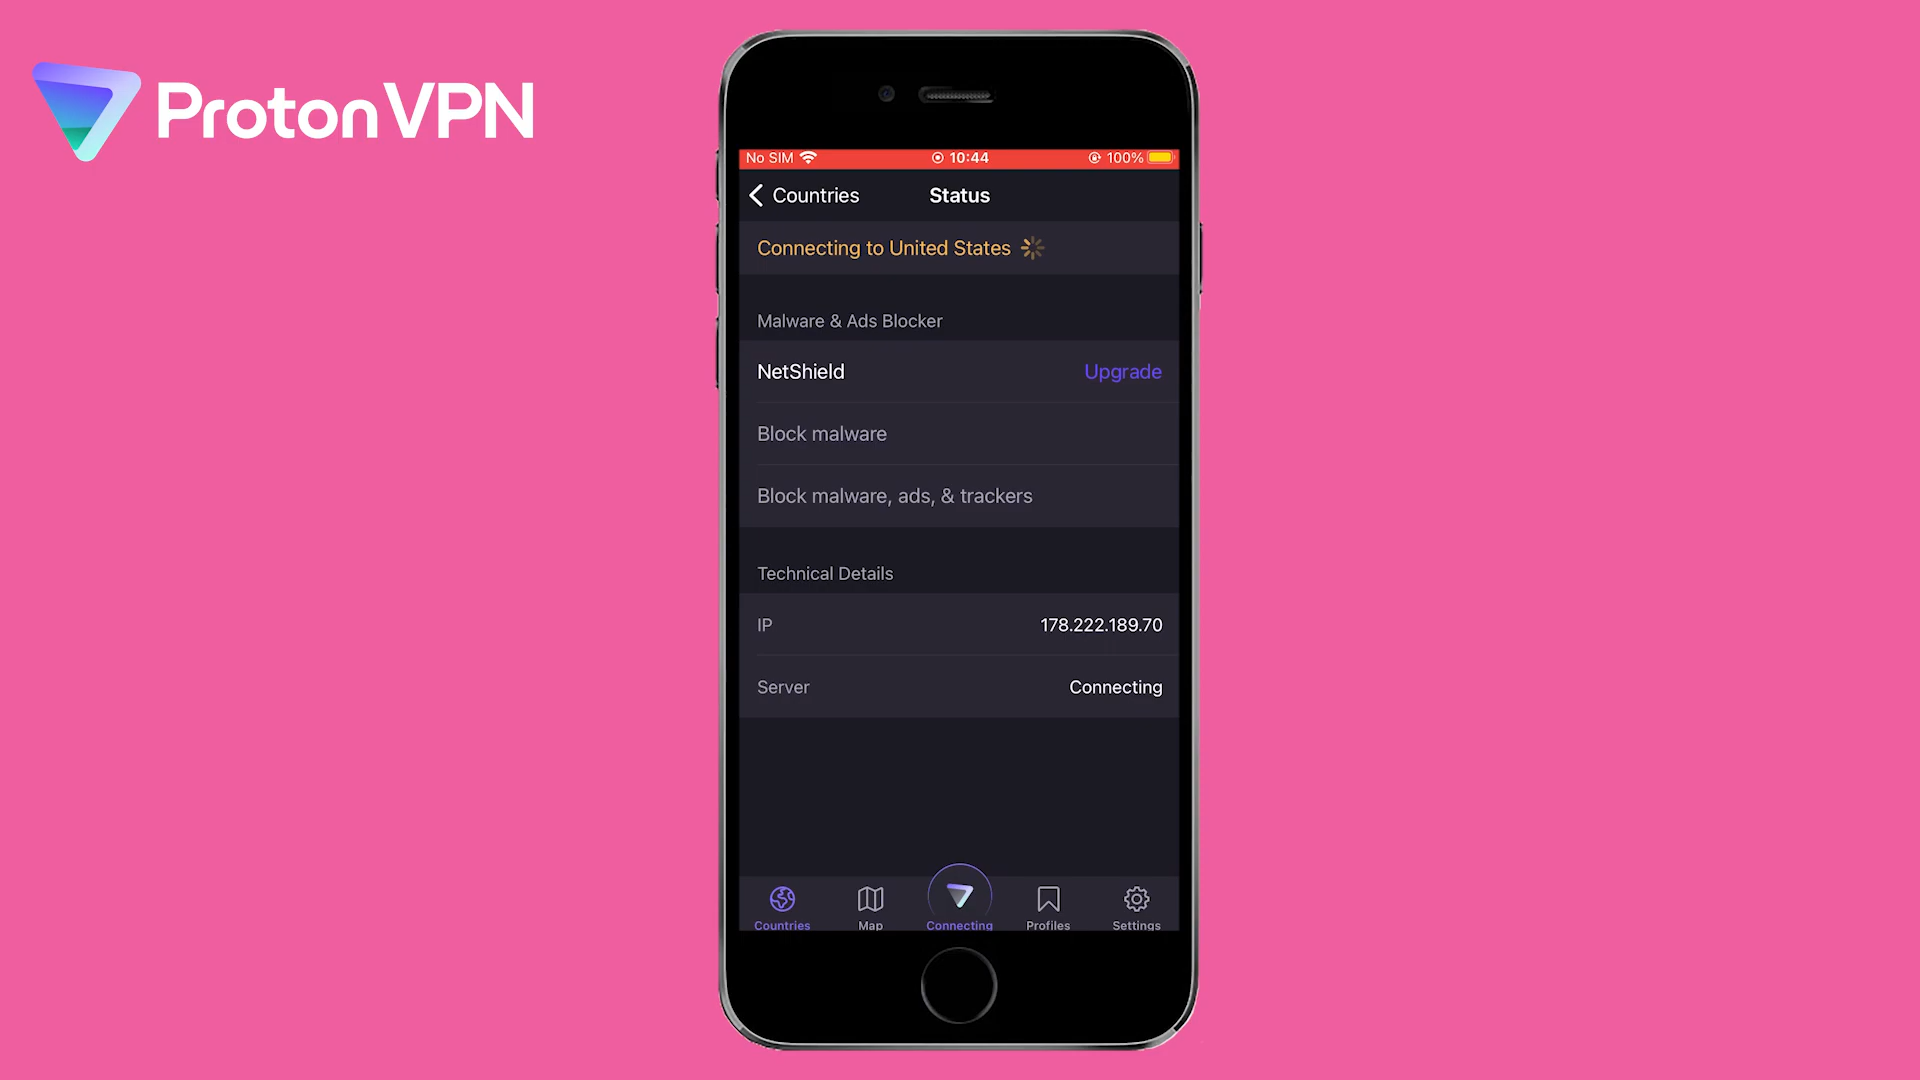 ProtonVPN
No SIM 10:44 100%
Countries Status
Connecting to United States
Malware & Ads Blocker
NetShield Upgrade
Block malware
Block malware, ads, & trackers
Technical Details
IP 178.222.189.70
Server Connecting
Countries Map Connecting Profiles Settings